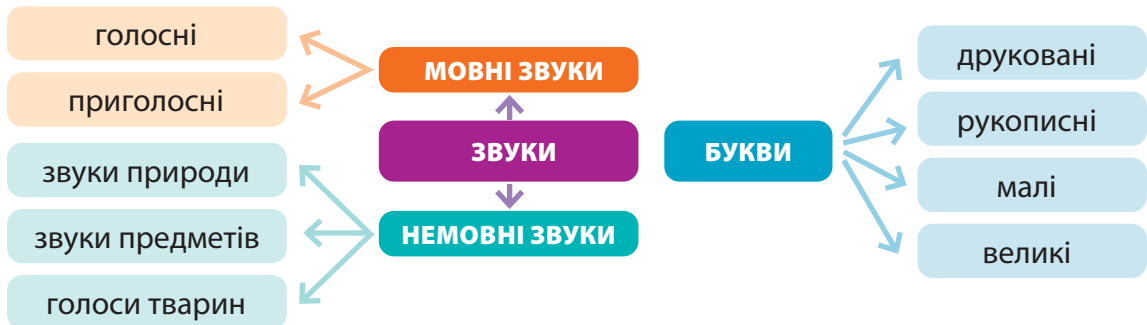 голосні
приголосні
звуки природи
звуки предметів
голоси тварин
МОВНІ ЗВУКИ
ЗВУКИ
НЕМОВНІ ЗВУКИ
БУКВИ
друковані
рукописні
малі
великі